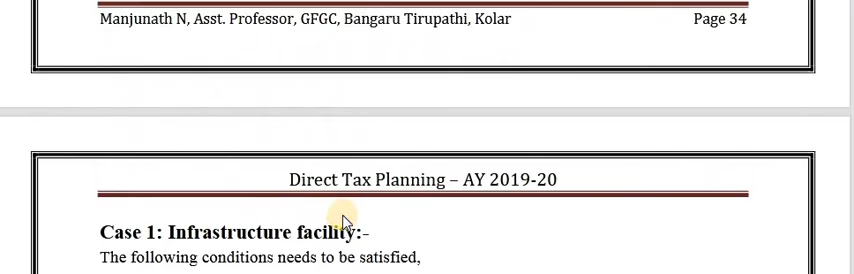 Manjunath N, Asst. Professor, GFGC, Bangaru Tirupathi, Kolar Page 34
Direct Tax Planning – AY 2019-20
Case 1: Infrastructure facility:-
The following conditions needs to be satisfied,